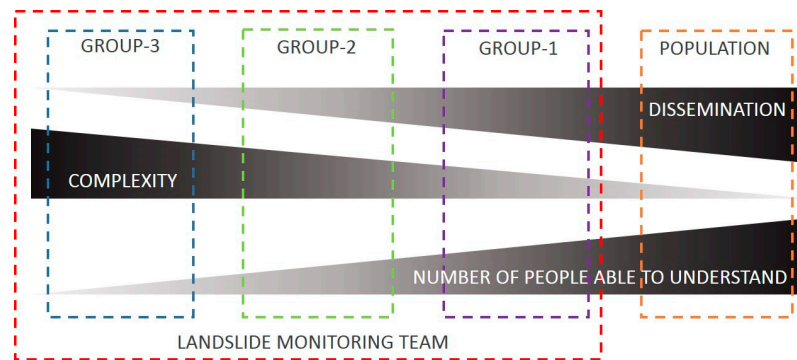 GROUP-3
GROUP-2
GROUP-1
POPULATION
DISSEMINATION
COMPLEXITY
NUMBER OF PEOPLE ABLE TO UNDERSTAND
LANDSLIDE MONITORING TEAM